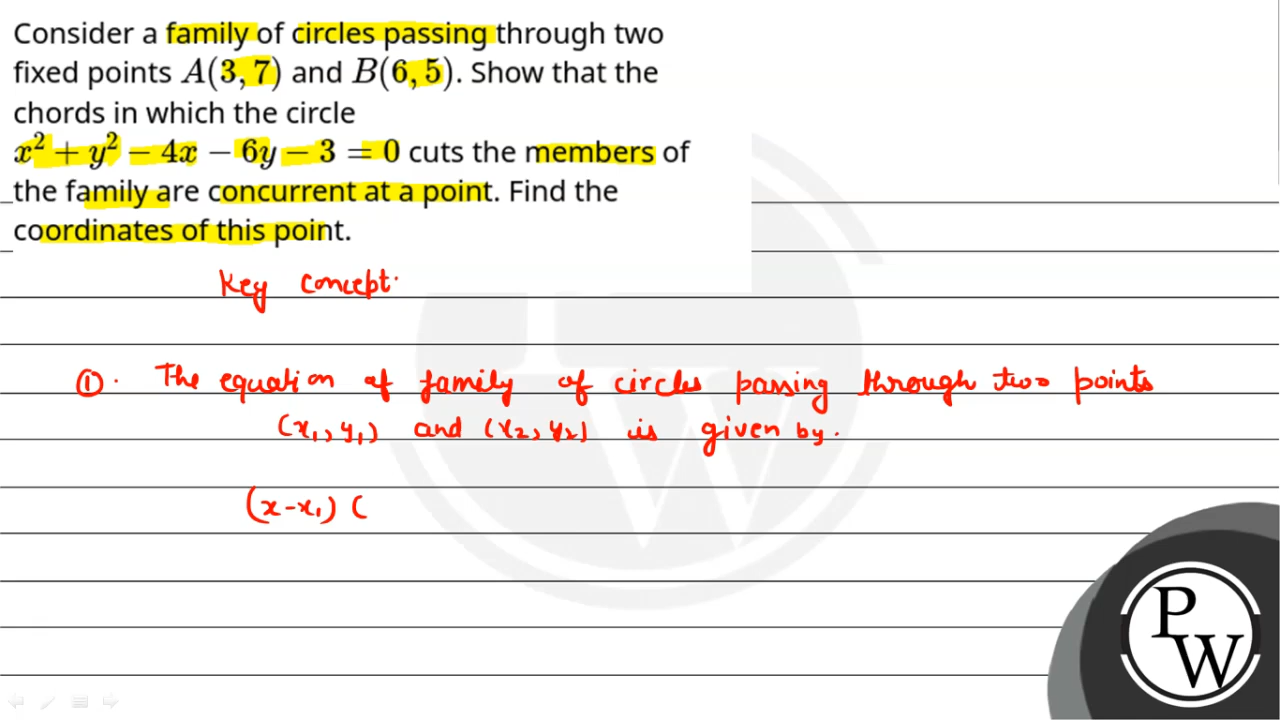 Consider a family of circles passing through two
fixed points A(3, 7) and B(6, 5). Show that the
chords in which the circle
x² + y² − 4x − 6y − 3 = 0 cuts the members of
the family are concurrent at a point. Find the
coordinates of this point.
Key concept.
①. The equation of family of circles passing through two points
(x₁, y₁) and (x₂, y₂) is given by.
(x-x₁) (
P
W